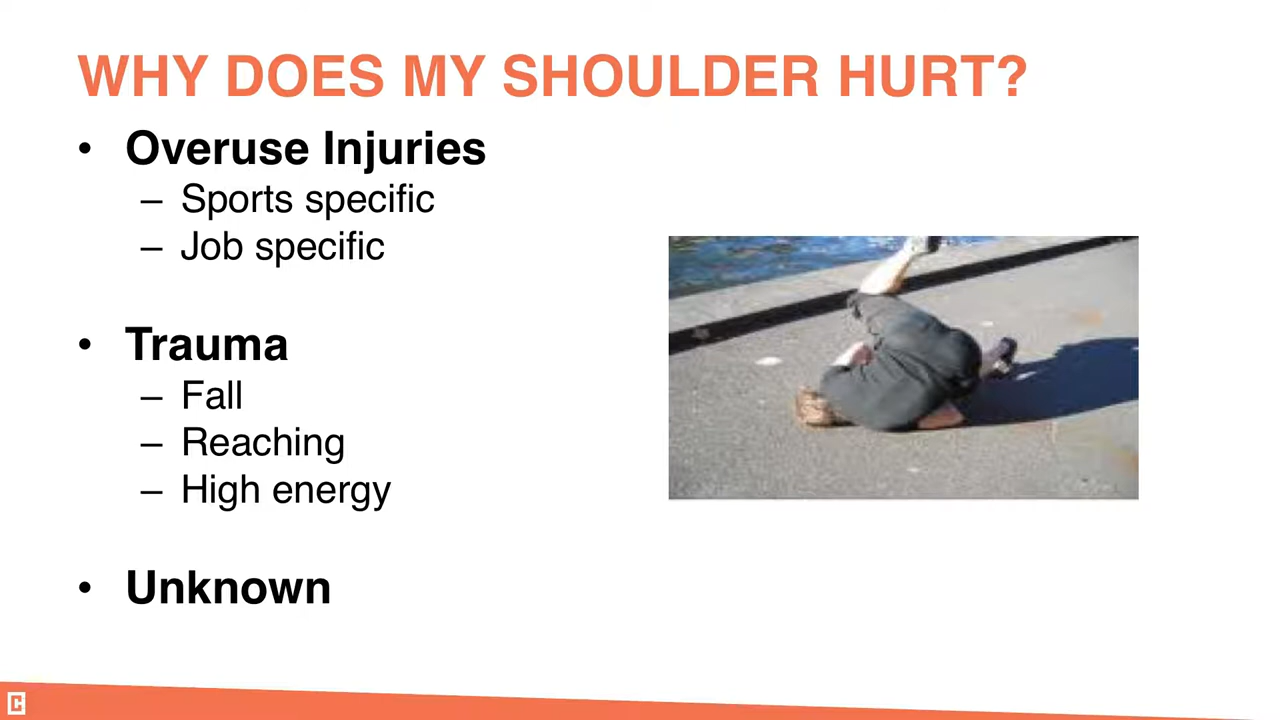 WHY DOES MY SHOULDER HURT?
• Overuse Injuries
– Sports specific
– Job specific
• Trauma
– Fall
– Reaching
– High energy
• Unknown
C